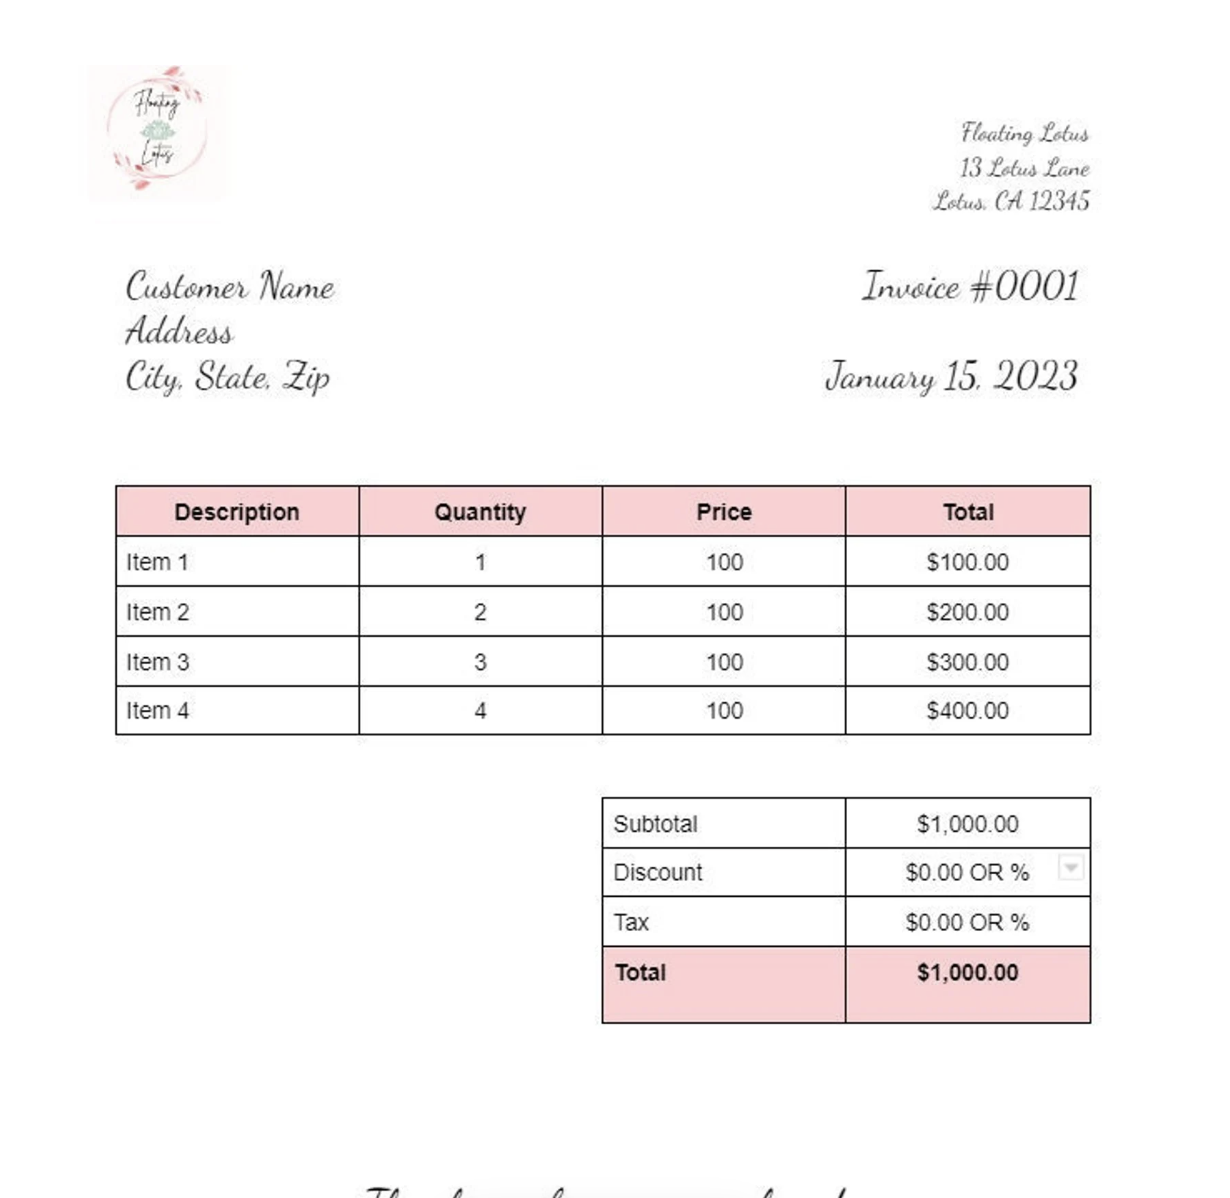 Floating
Lotus
Floating Lotus
13 Lotus Lane
Lotus, CA 12345
Customer Name
Address
City, State, Zip
Invoice #0001
January 15, 2023
Description Quantity Price Total
Item 1 1 100 $100.00
Item 2 2 100 $200.00
Item 3 3 100 $300.00
Item 4 4 100 $400.00
Subtotal $1,000.00
Discount $0.00 OR %
Tax $0.00 OR %
Total $1,000.00